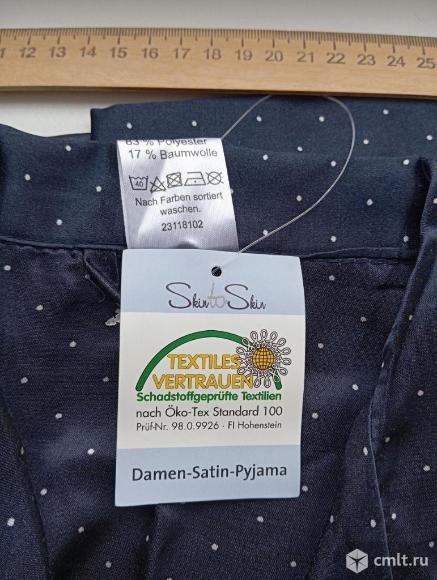 11 12 13 14 15 16 17 18 19 20 21 22 23 24 25
83 % Polyester
17 % Baumwolle
40
Nach Farben sortiert
waschen.
23118102
Skin to Skin
TEXTILES
VERTRAUEN
Schadstoffgeprüfte Textilien
nach Öko-Tex Standard 100
Prüf-Nr. 98.0.9926 · FI Hohenstein
Damen-Satin-Pyjama
cmlt.ru